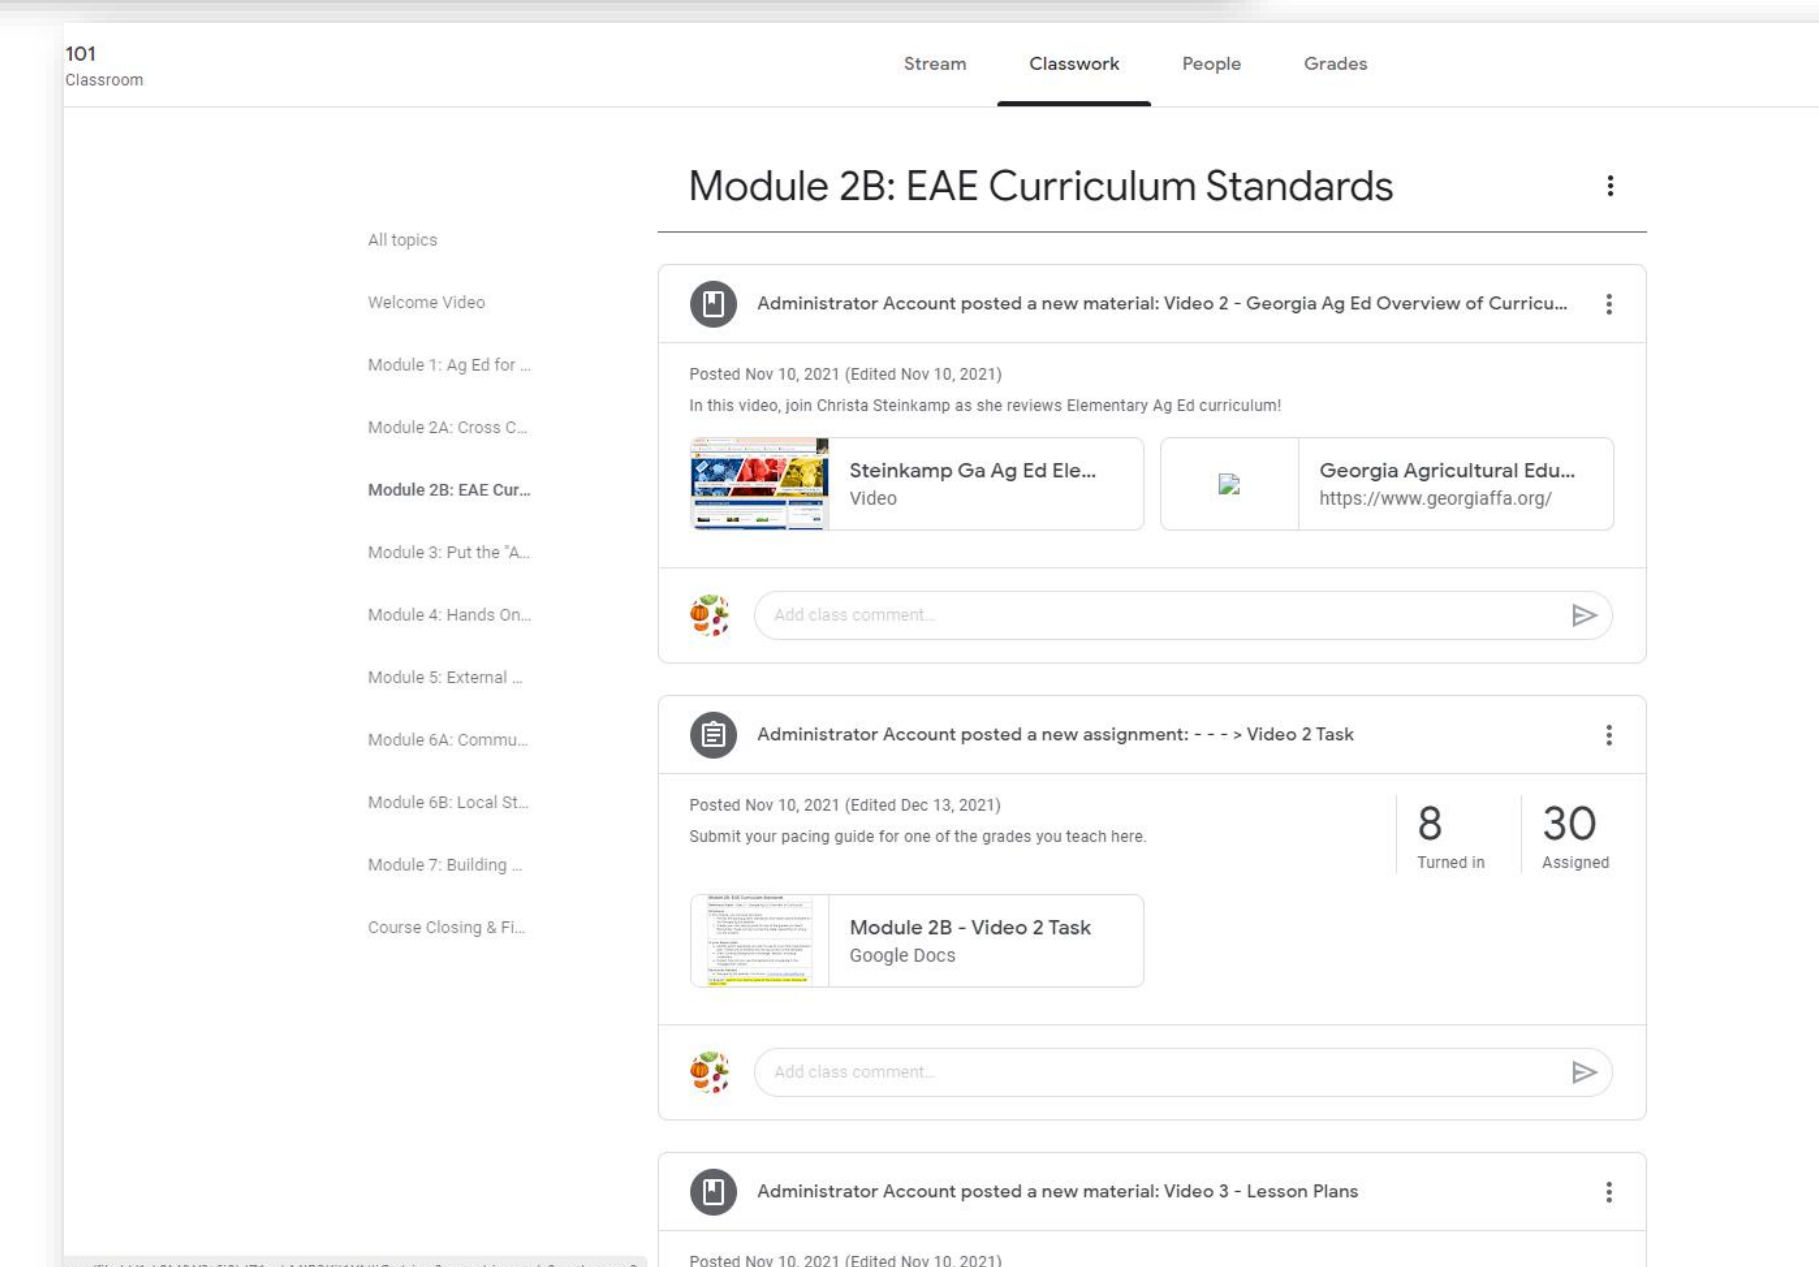 101
Classroom
Stream
Classwork
People
Grades
All topics
Welcome Video
Module 1: Ag Ed for ...
Module 2A: Cross C...
Module 2B: EAE Cur...
Module 3: Put the "A...
Module 4: Hands On...
Module 5: External ...
Module 6A: Commu...
Module 6B: Local St...
Module 7: Building ...
Course Closing & Fi...
Module 2B: EAE Curriculum Standards
Administrator Account posted a new material: Video 2 - Georgia Ag Ed Overview of Curricu...
Posted Nov 10, 2021 (Edited Nov 10, 2021)
In this video, join Christa Steinkamp as she reviews Elementary Ag Ed curriculum!
Steinkamp Ga Ag Ed Ele...
Video
Georgia Agricultural Edu...
https://www.georgiaffa.org/
Add class comment...
Administrator Account posted a new assignment: - - - > Video 2 Task
Posted Nov 10, 2021 (Edited Dec 13, 2021)
Submit your pacing guide for one of the grades you teach here.
8
Turned in
30
Assigned
Module 2B - Video 2 Task
Google Docs
Add class comment...
Administrator Account posted a new material: Video 3 - Lesson Plans
Posted Nov 10, 2021 (Edited Nov 10, 2021)